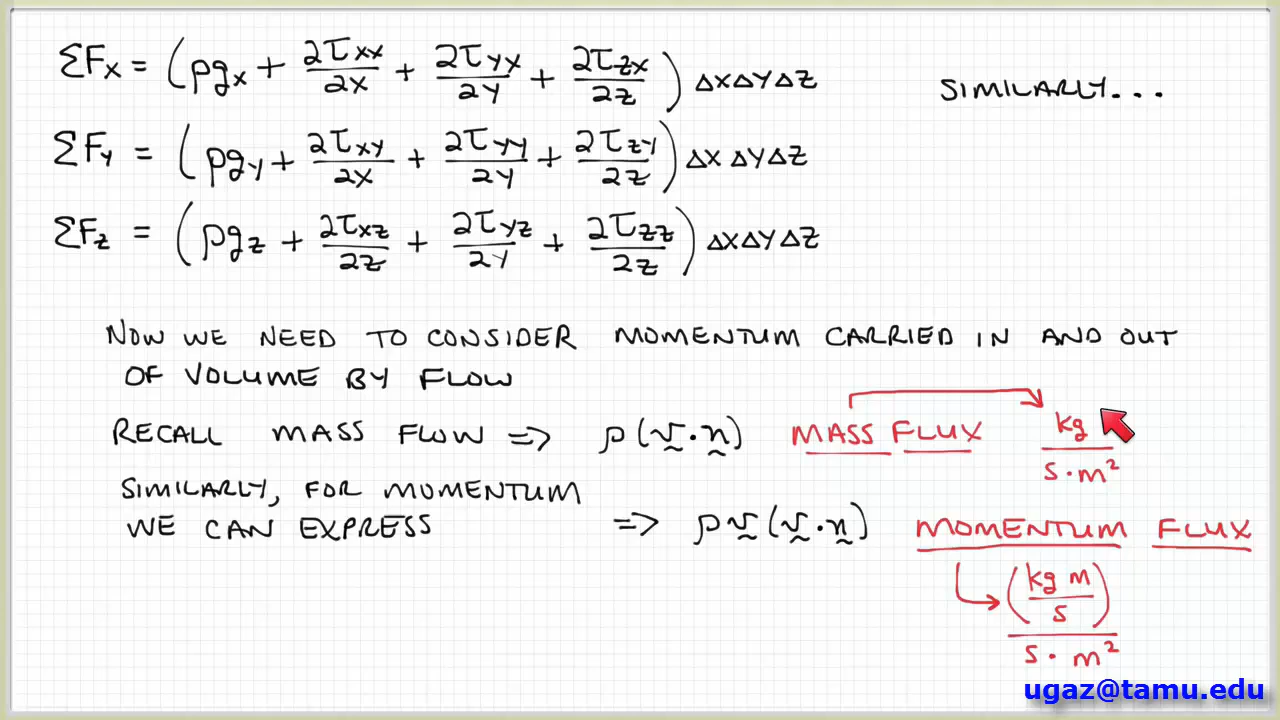 ΣFx = (ρgx + ∂τxx/∂x + ∂τyx/∂y + ∂τzx/∂z) ΔxΔyΔz
SIMILARLY...
ΣFy = (ρgy + ∂τxy/∂x + ∂τyy/∂y + ∂τzy/∂z) ΔxΔyΔz
ΣFz = (ρgz + ∂τxz/∂z + ∂τyz/∂y + ∂τzz/∂z) ΔxΔyΔz
NOW WE NEED TO CONSIDER MOMENTUM CARRIED IN AND OUT
OF VOLUME BY FLOW
RECALL MASS FLOW => ρ(v·n) MASS FLUX kg/s·m²
SIMILARLY, FOR MOMENTUM
WE CAN EXPRESS => ρv(v·n) MOMENTUM FLUX
(kg m/s)/s·m²
ugaz@tamu.edu